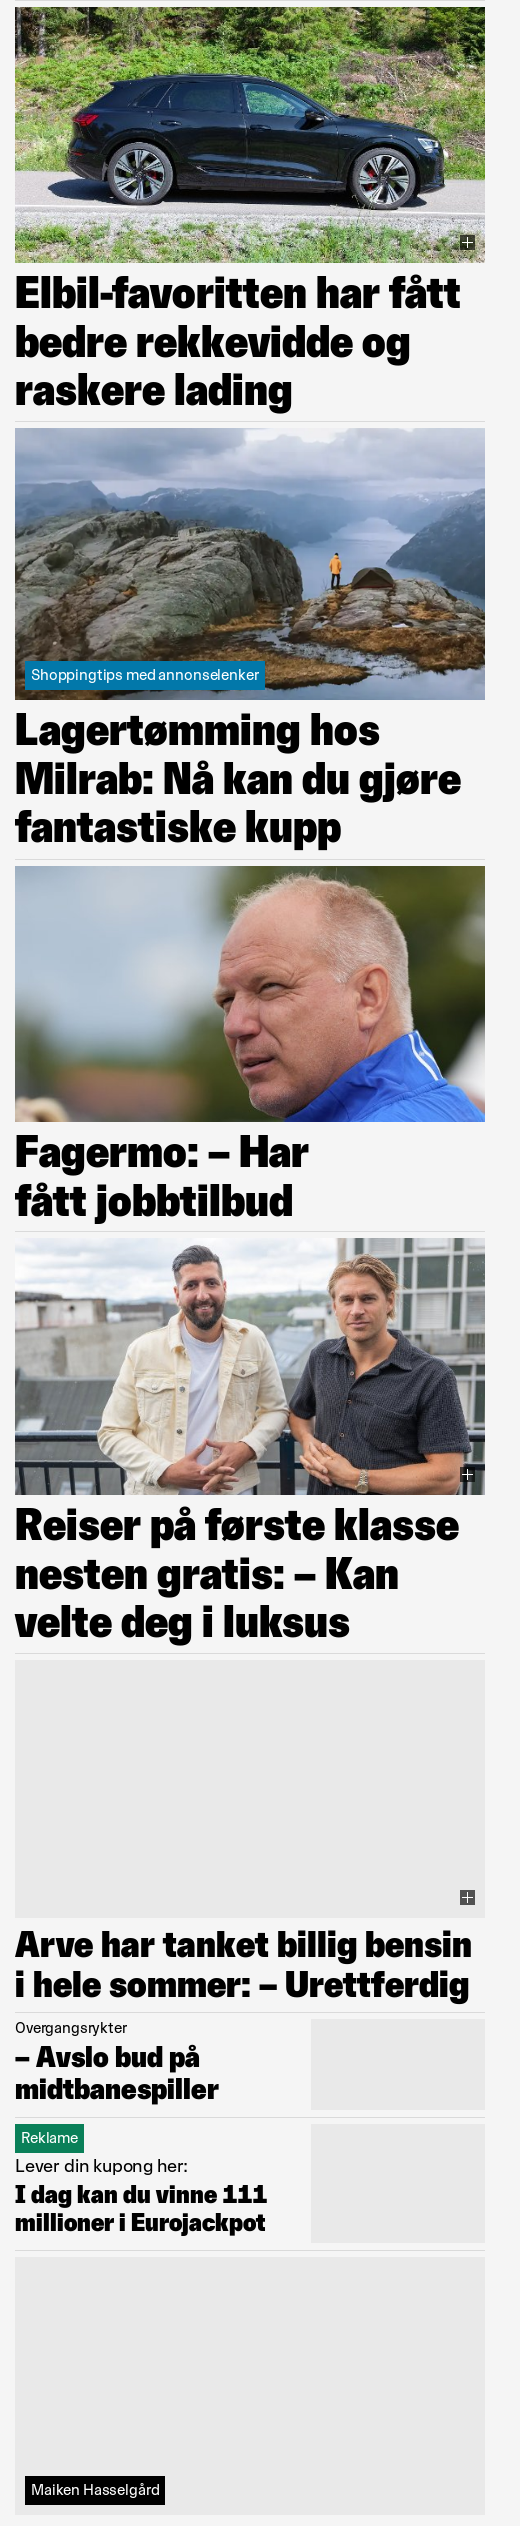 Elbil-favoritten har fått
bedre rekkevidde og
raskere lading
Shoppingtips med annonselenker
Lagertømming hos
Milrab: Nå kan du gjøre
fantastiske kupp
Fagermo: – Har
fått jobbtilbud
Reiser på første klasse
nesten gratis: – Kan
velte deg i luksus
Arve har tanket billig bensin
i hele sommer: – Urettferdig
Overgangsrykter
– Avslo bud på
midtbanespiller
Reklame
Lever din kupong her:
I dag kan du vinne 111
millioner i Eurojackpot
Maiken Hasselgård